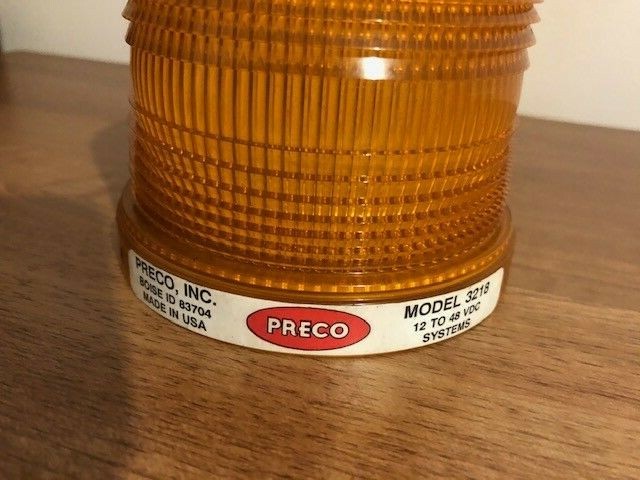 PRECO, INC.
BOISE ID 83704
MADE IN USA
PRECO
MODEL 3218
12 TO 48 VDC
SYSTEMS